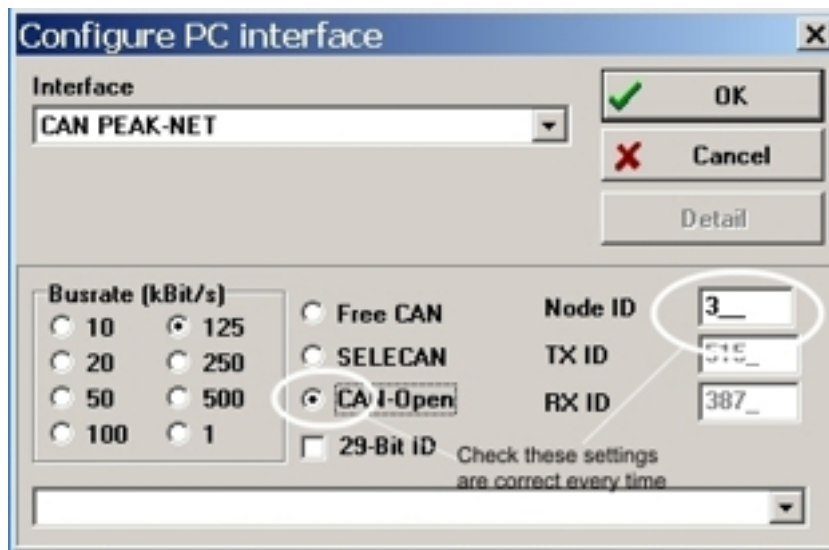 Configure PC interface
Interface
CAN PEAK-NET
OK
Cancel
Detail
Busrate (kBit/s)
10
125
20
250
50
500
100
1
Free CAN
SELECAN
CAN-Open
29-Bit ID
Node ID
3__
TX ID
515_
RX ID
387_
Check these settings
are correct every time